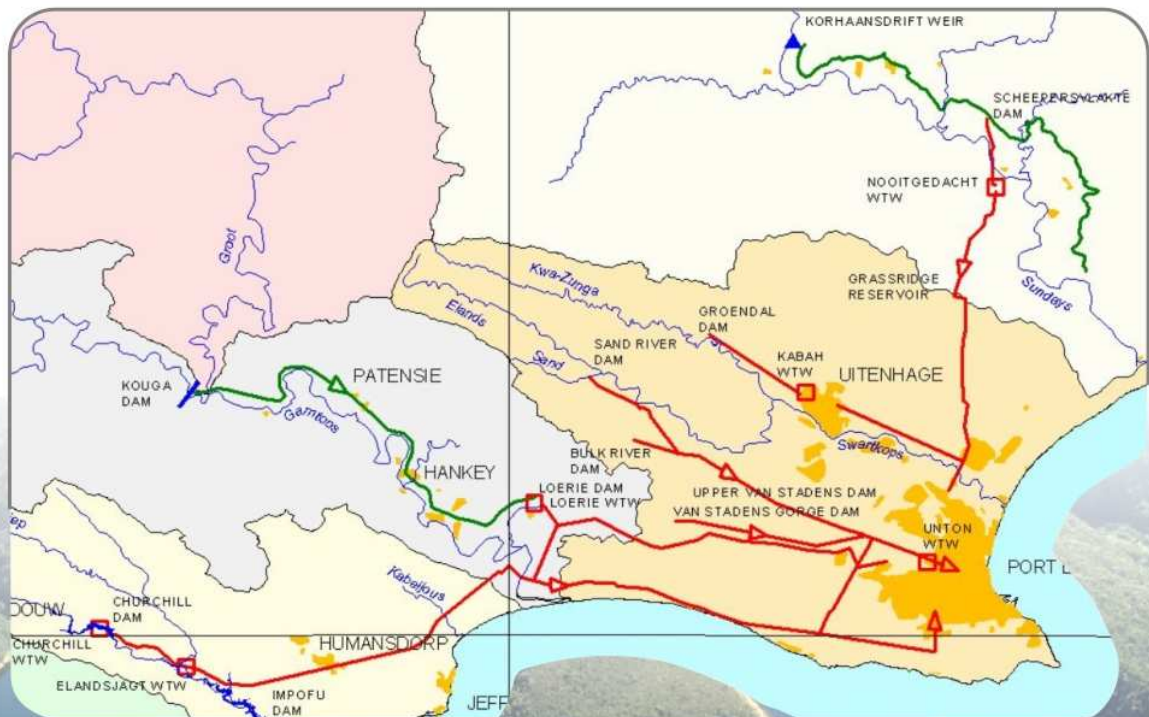 KORHAANSDRIFT WEIR
SCHEEPERSVLAKTE
DAM
NOOITGEDACHT
WTW
Groot
Kwa-Zunga
GRASSRIDGE
RESERVOIR
Sundays
Elands
GROENDAL
DAM
SAND RIVER
DAM
Sand
KABAH
WTW
UITENHAGE
KOUGA
DAM
PATENSIE
Gamtoos
Swartkops
BULK RIVER
DAM
HANKEY
LOERIE DAM
LOERIE WTW
UPPER VAN STADENS DAM
VAN STADENS GORGE DAM
UNTON
WTW
PORT
Kabeljous
DOUW
CHURCHILL
DAM
CHURCHILL
WTW
HUMANSDORP
ELANDSJAGT WTW
IMPOFU
DAM
JEFF